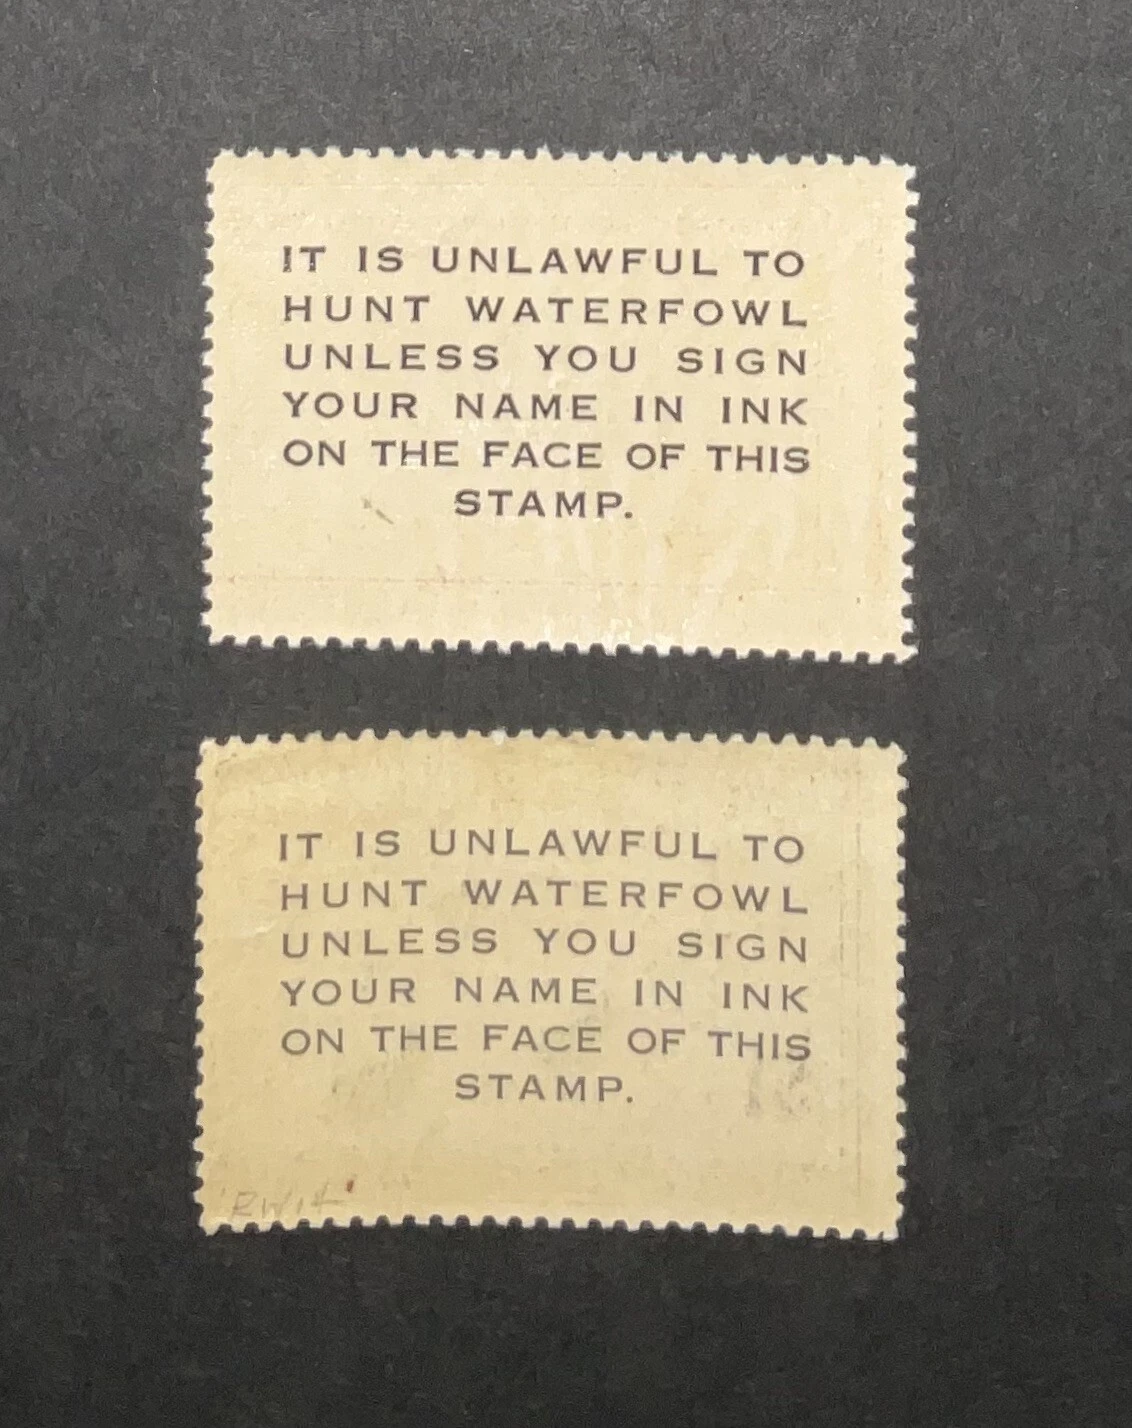 IT IS UNLAWFUL TO
HUNT WATERFOWL
UNLESS YOU SIGN
YOUR NAME IN INK
ON THE FACE OF THIS
STAMP.
IT IS UNLAWFUL TO
HUNT WATERFOWL
UNLESS YOU SIGN
YOUR NAME IN INK
ON THE FACE OF THIS
STAMP.